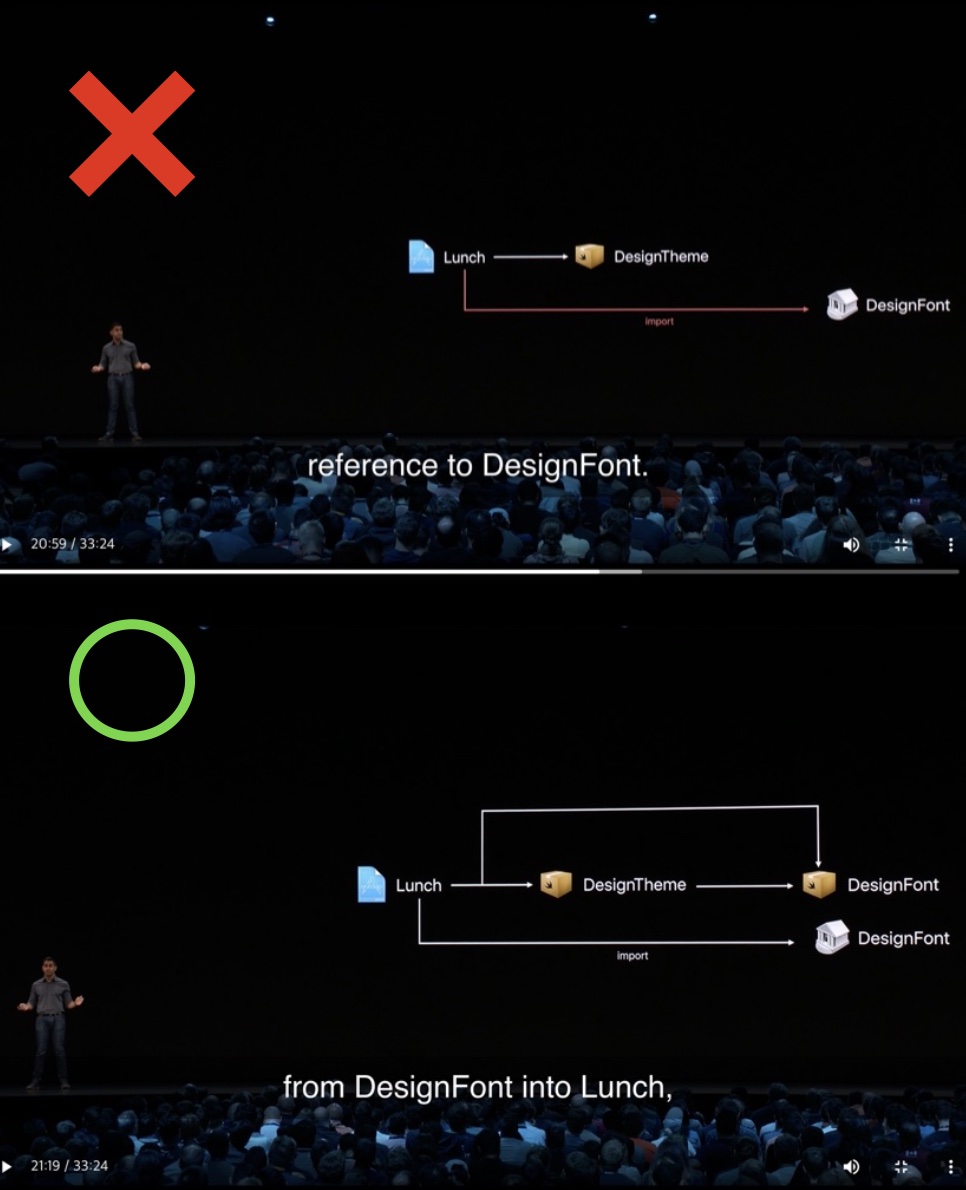 Lunch
DesignTheme
DesignFont
import
reference to DesignFont.
20:59 / 33:24
Lunch
DesignTheme
DesignFont
DesignFont
import
from DesignFont into Lunch,
21:19 / 33:24